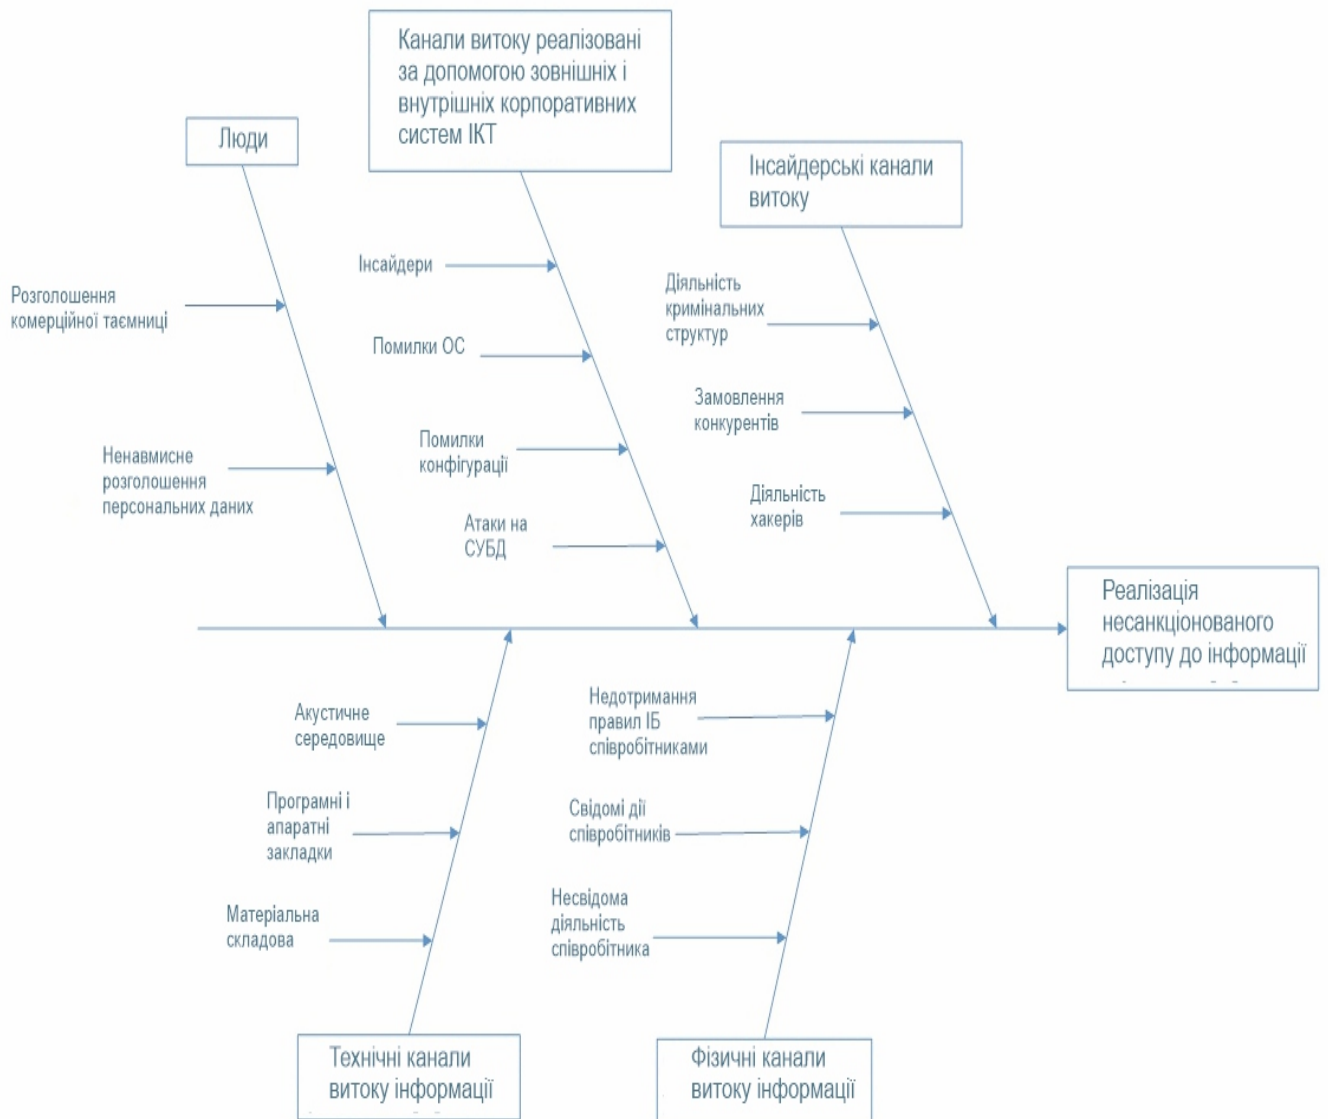 Канали витоку реалізовані
за допомогою зовнішніх і
внутрішніх корпоративних
систем ІКТ
Люди
Інсайдерські канали
витоку
Інсайдери
Розголошення
комерційної таємниці
Діяльність
кримінальних
структур
Помилки ОС
Замовлення
конкурентів
Ненавмисне
розголошення
персональних даних
Помилки
конфігурації
Діяльність
хакерів
Атаки на
СУБД
Реалізація
несанкціонованого
доступу до інформації
Акустичне
середовище
Недотримання
правил ІБ
співробітниками
Програмні і
апаратні
закладки
Свідомі дії
співробітників
Матеріальна
складова
Несвідома
діяльність
співробітника
Технічні канали
витоку інформації
Фізичні канали
витоку інформації